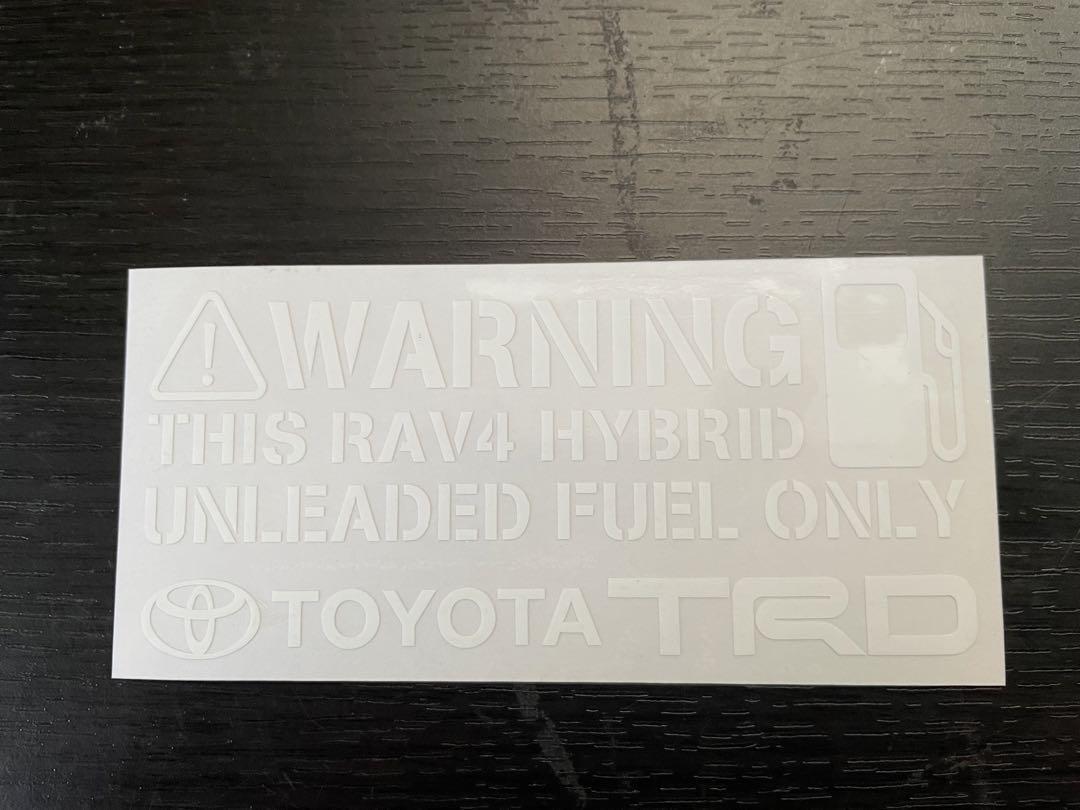 WARNING
THIS RAV4 HYBRID
UNLEADED FUEL ONLY
TOYOTA TRD